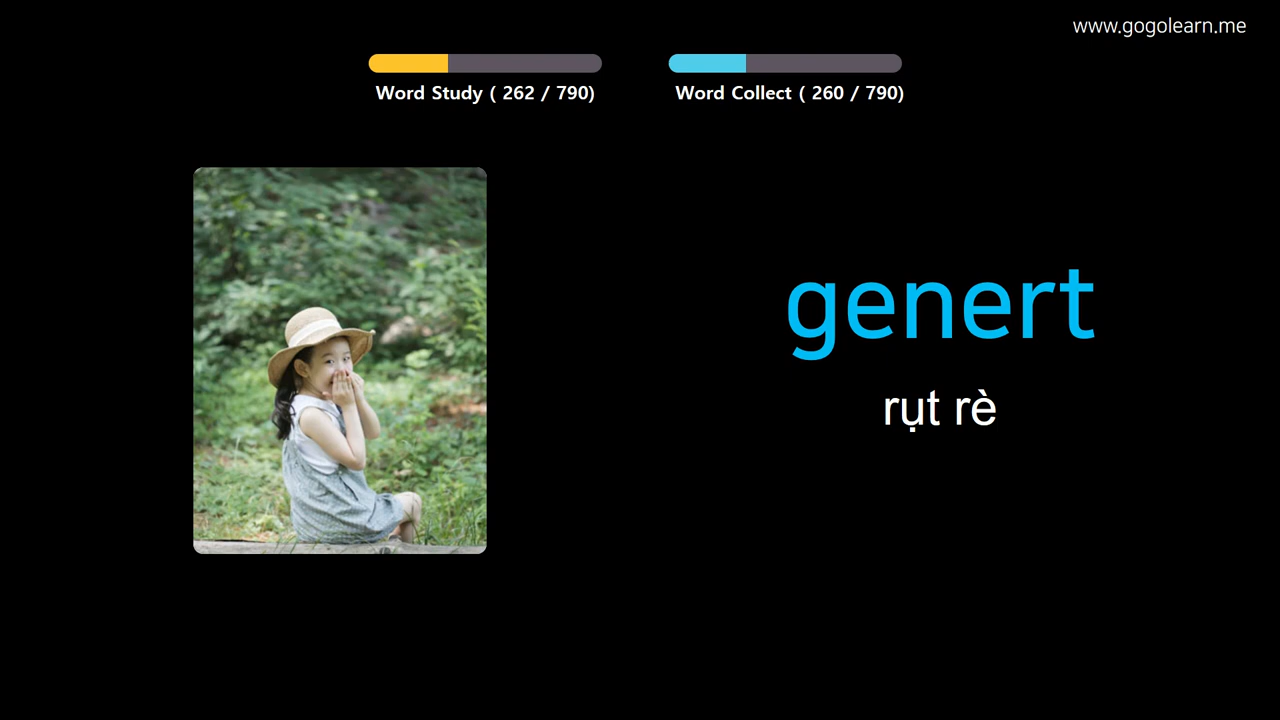 www.gogolearn.me
Word Study ( 262 / 790)
Word Collect ( 260 / 790)
genert
rụt rè